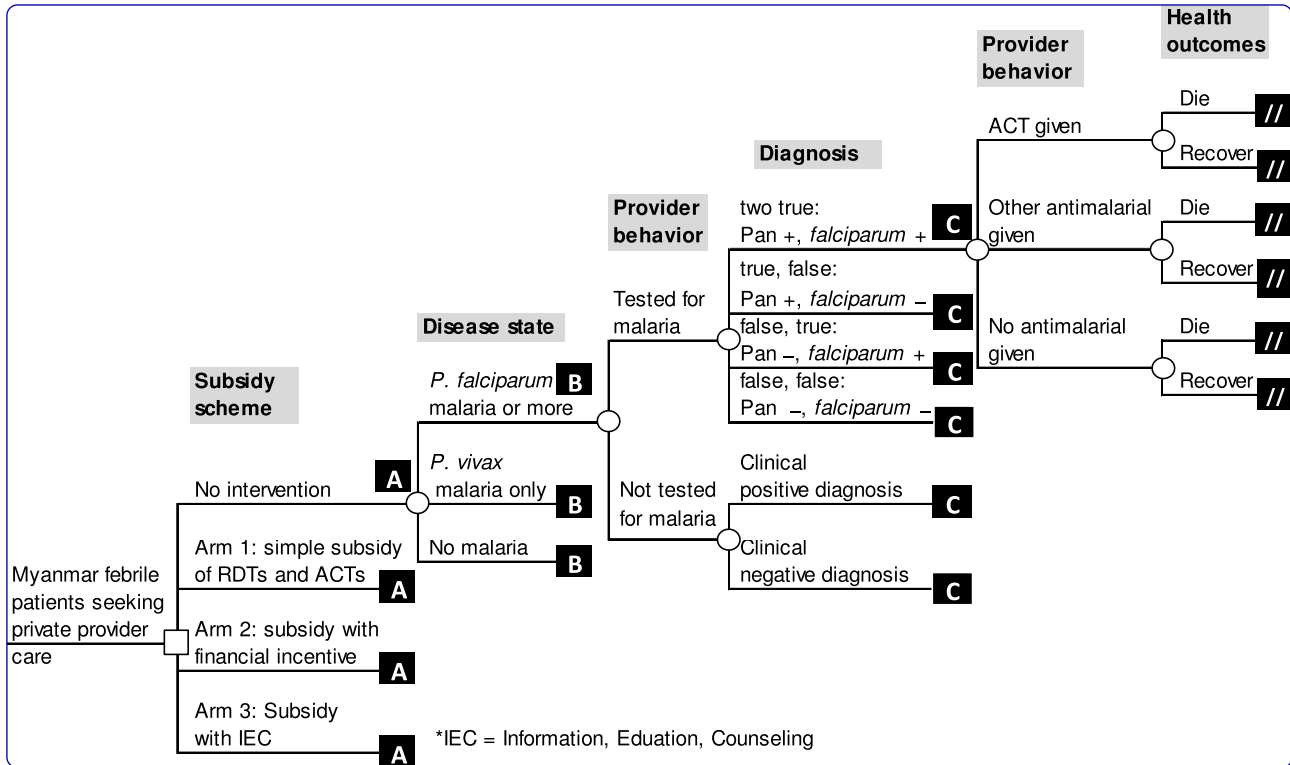 Health
outcomes
Provider
behavior
Diagnosis
Provider
behavior
Disease state
Subsidy
scheme
Myanmar febrile
patients seeking
private provider
care
No intervention
A
Arm 1: simple subsidy
of RDTs and ACTs
A
Arm 2: subsidy with
financial incentive
A
Arm 3: Subsidy
with IEC
A
P. falciparum
malaria or more
B
P. vivax
malaria only
B
No malaria
B
Tested for
malaria
Not tested
for malaria
two true:
Pan +, falciparum +
C
true, false:
Pan +, falciparum –
C
false, true:
Pan –, falciparum +
C
false, false:
Pan –, falciparum –
C
Clinical
positive diagnosis
C
Clinical
negative diagnosis
C
ACT given
Other antimalarial
given
No antimalarial
given
Die
//
Recover
//
Die
//
Recover
//
Die
//
Recover
//
*IEC = Information, Eduation, Counseling